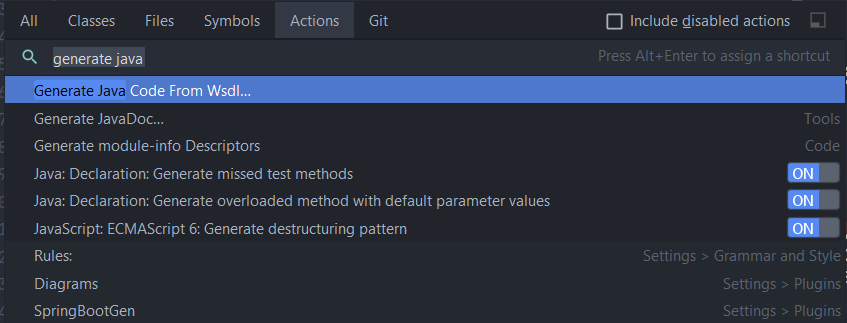 All Classes Files Symbols Actions Git Include disabled actions
generate java Press Alt+Enter to assign a shortcut
Generate Java Code From Wsdl...
Generate JavaDoc... Tools
Generate module-info Descriptors Code
Java: Declaration: Generate missed test methods ON
Java: Declaration: Generate overloaded method with default parameter values ON
JavaScript: ECMAScript 6: Generate destructuring pattern ON
Rules: Settings > Grammar and Style
Diagrams Settings > Plugins
SpringBootGen Settings > Plugins